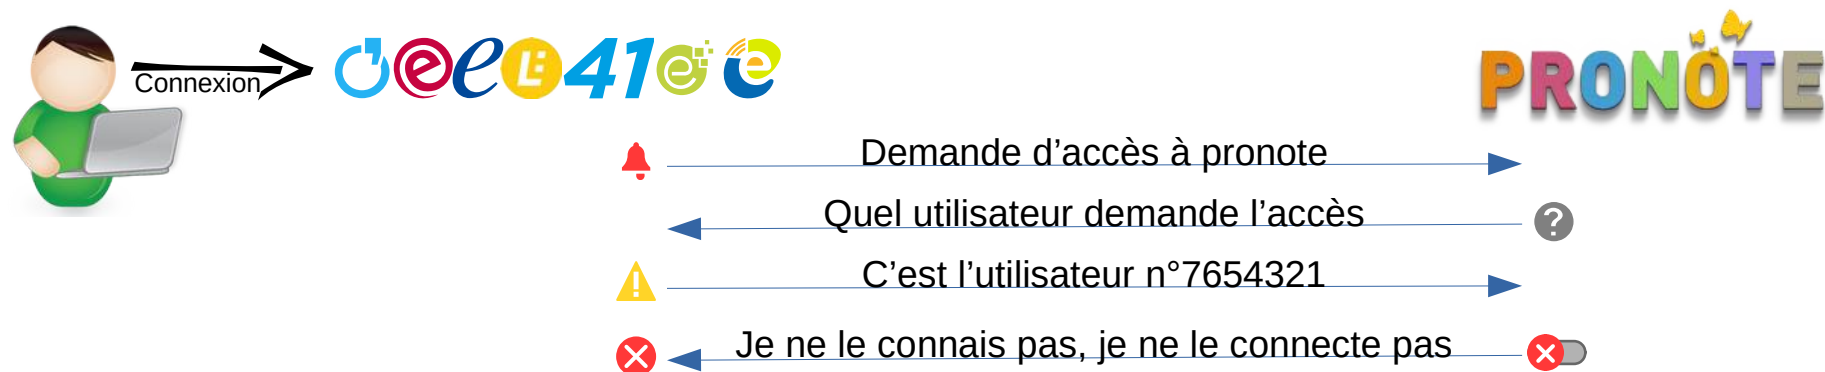 Connexion
e e L 41 e e
PRONOTE
Demande d’accès à pronote
Quel utilisateur demande l’accès
?
C’est l’utilisateur n°7654321
!
Je ne le connais pas, je ne le connecte pas